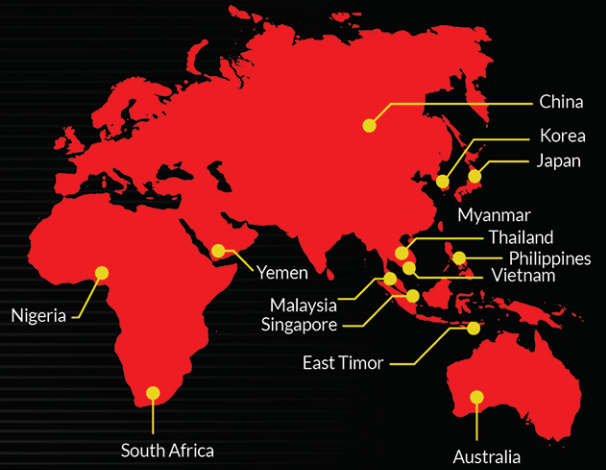 China
Korea
Japan
Myanmar
Thailand
Philippines
Vietnam
Yemen
Malaysia
Singapore
Nigeria
East Timor
South Africa
Australia